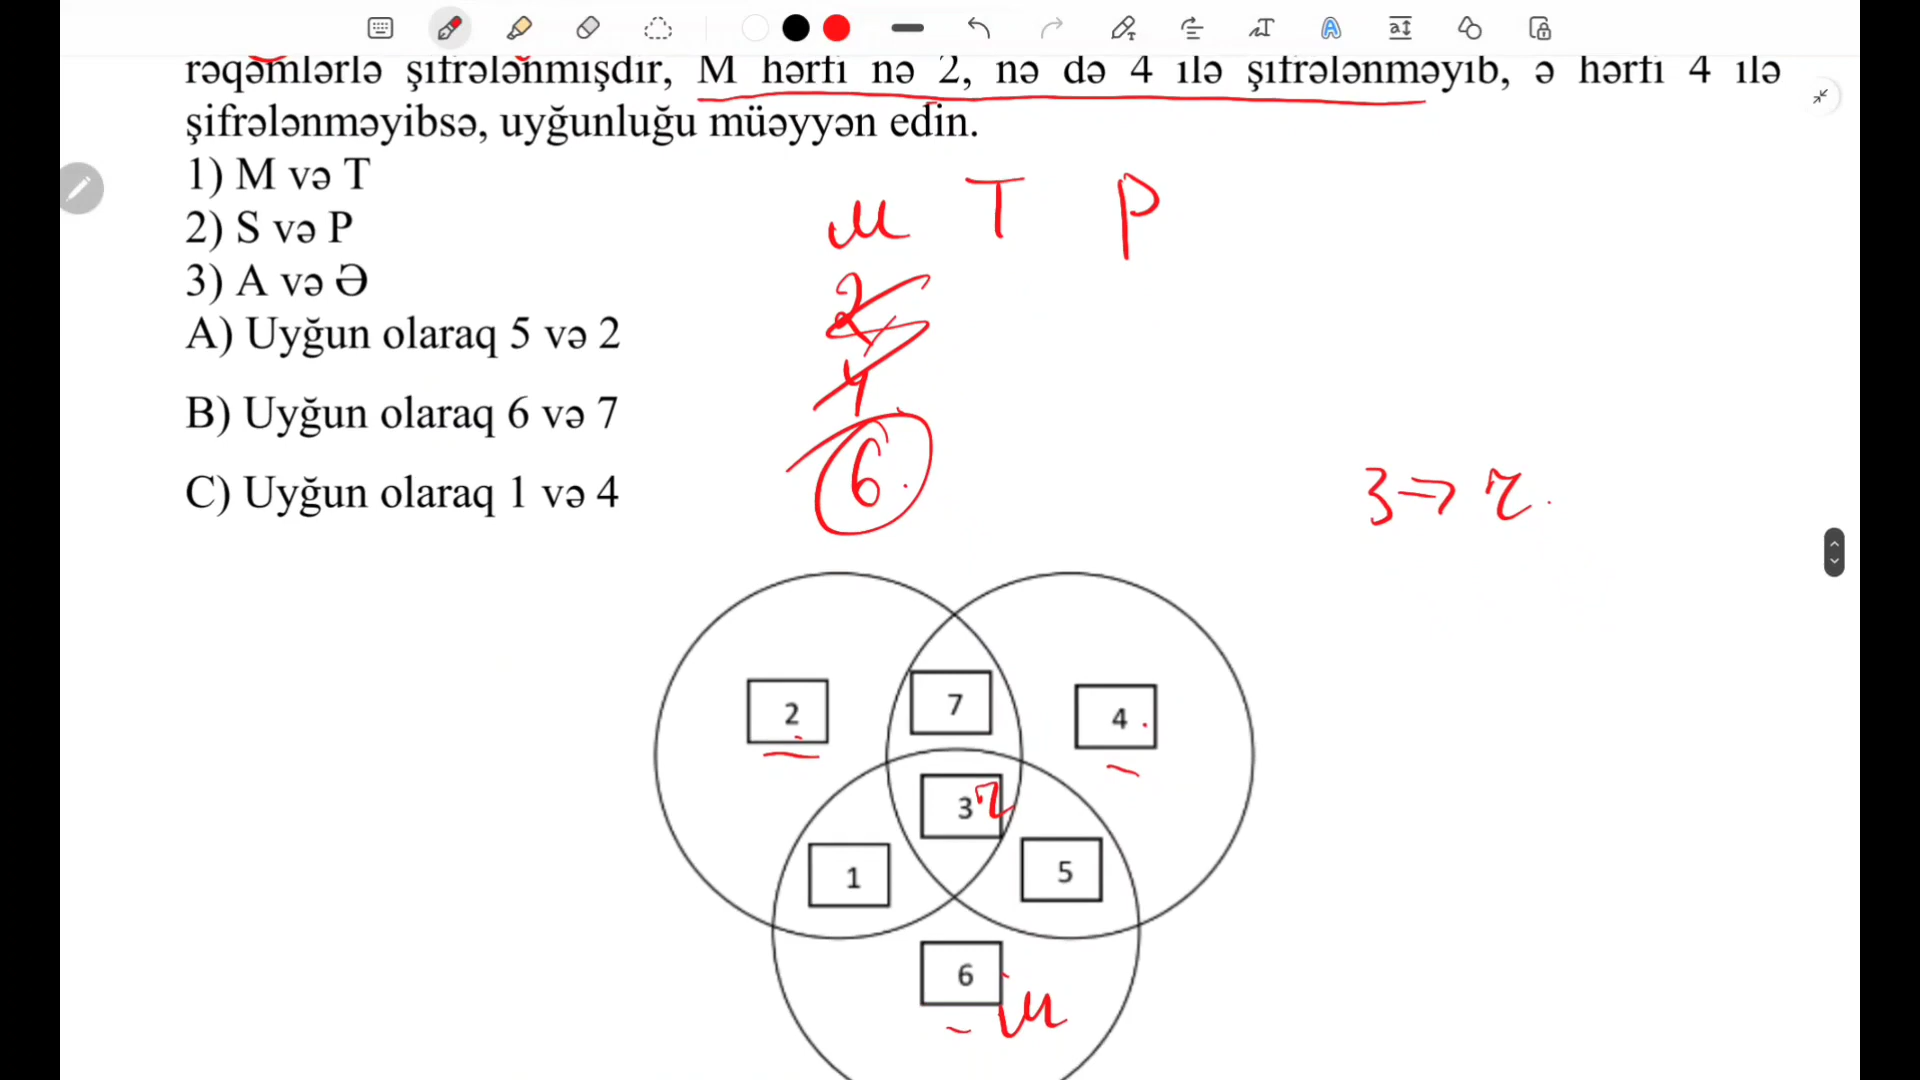 rəqəmlərlə şifrələnmişdir, M hərfi nə 2, nə də 4 ilə şifrələnməyib, ə hərfi 4 ilə
şifrələnməyibsə, uyğunluğu müəyyən edin.
1) M və T
2) S və P
3) A və Ə
A) Uyğun olaraq 5 və 2
B) Uyğun olaraq 6 və 7
C) Uyğun olaraq 1 və 4
M T P
2
4
6
3 => r
2 7 4
3 r
1 5
6 M